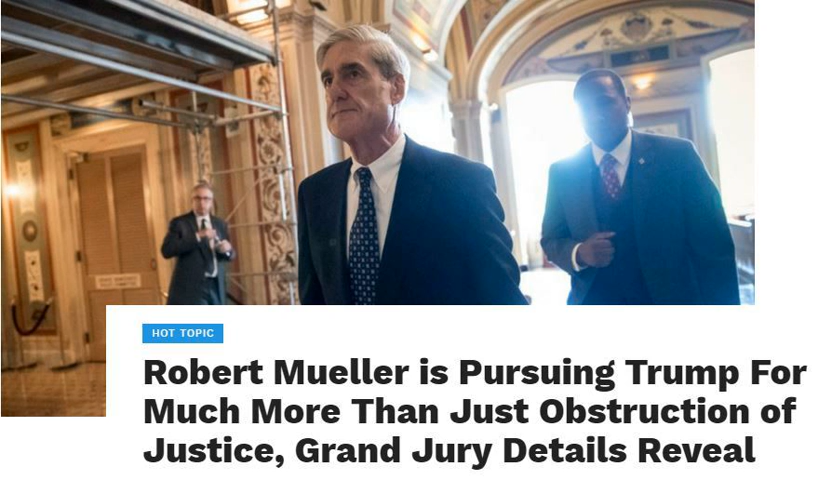 HOT TOPIC
Robert Mueller is Pursuing Trump For
Much More Than Just Obstruction of
Justice, Grand Jury Details Reveal